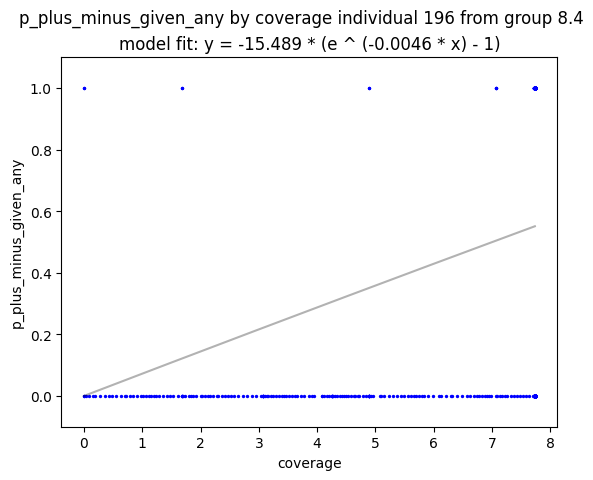 p_plus_minus_given_any by coverage individual 196 from group 8.4
model fit: y = -15.489 * (e ^ (-0.0046 * x) - 1)
1.0
0.8
0.6
0.4
0.2
0.0
p_plus_minus_given_any
0 1 2 3 4 5 6 7 8
coverage